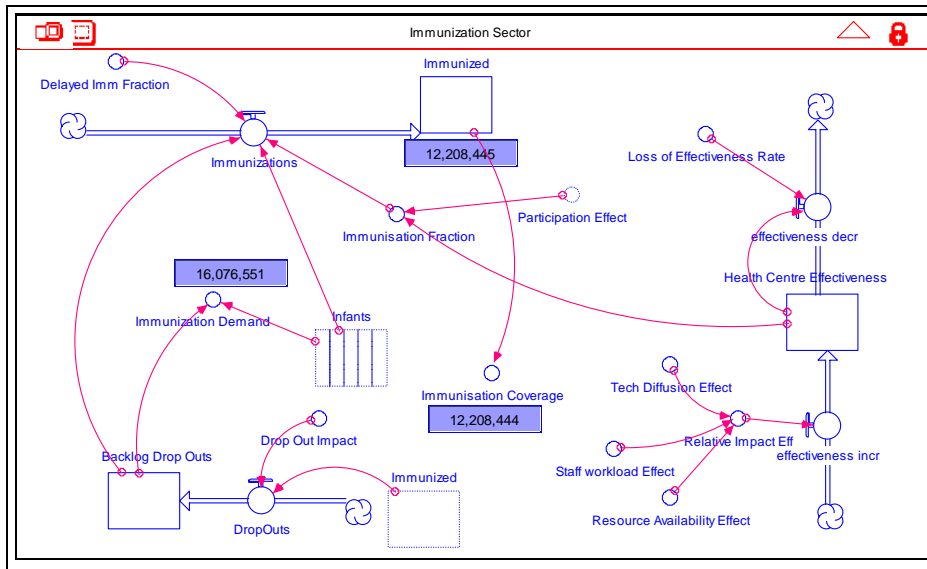 Immunization Sector
Immunized
Delayed Imm Fraction
Immunizations
12,208,445
Loss of Effectiveness Rate
Participation Effect
Immunisation Fraction
effectiveness decr
16,076,551
Health Centre Effectiveness
Immunization Demand
Infants
Tech Diffusion Effect
Immunisation Coverage
12,208,444
Drop Out Impact
Relative Impact Eff
Backlog Drop Outs
effectiveness incr
Staff workload Effect
Immunized
Resource Availability Effect
DropOuts